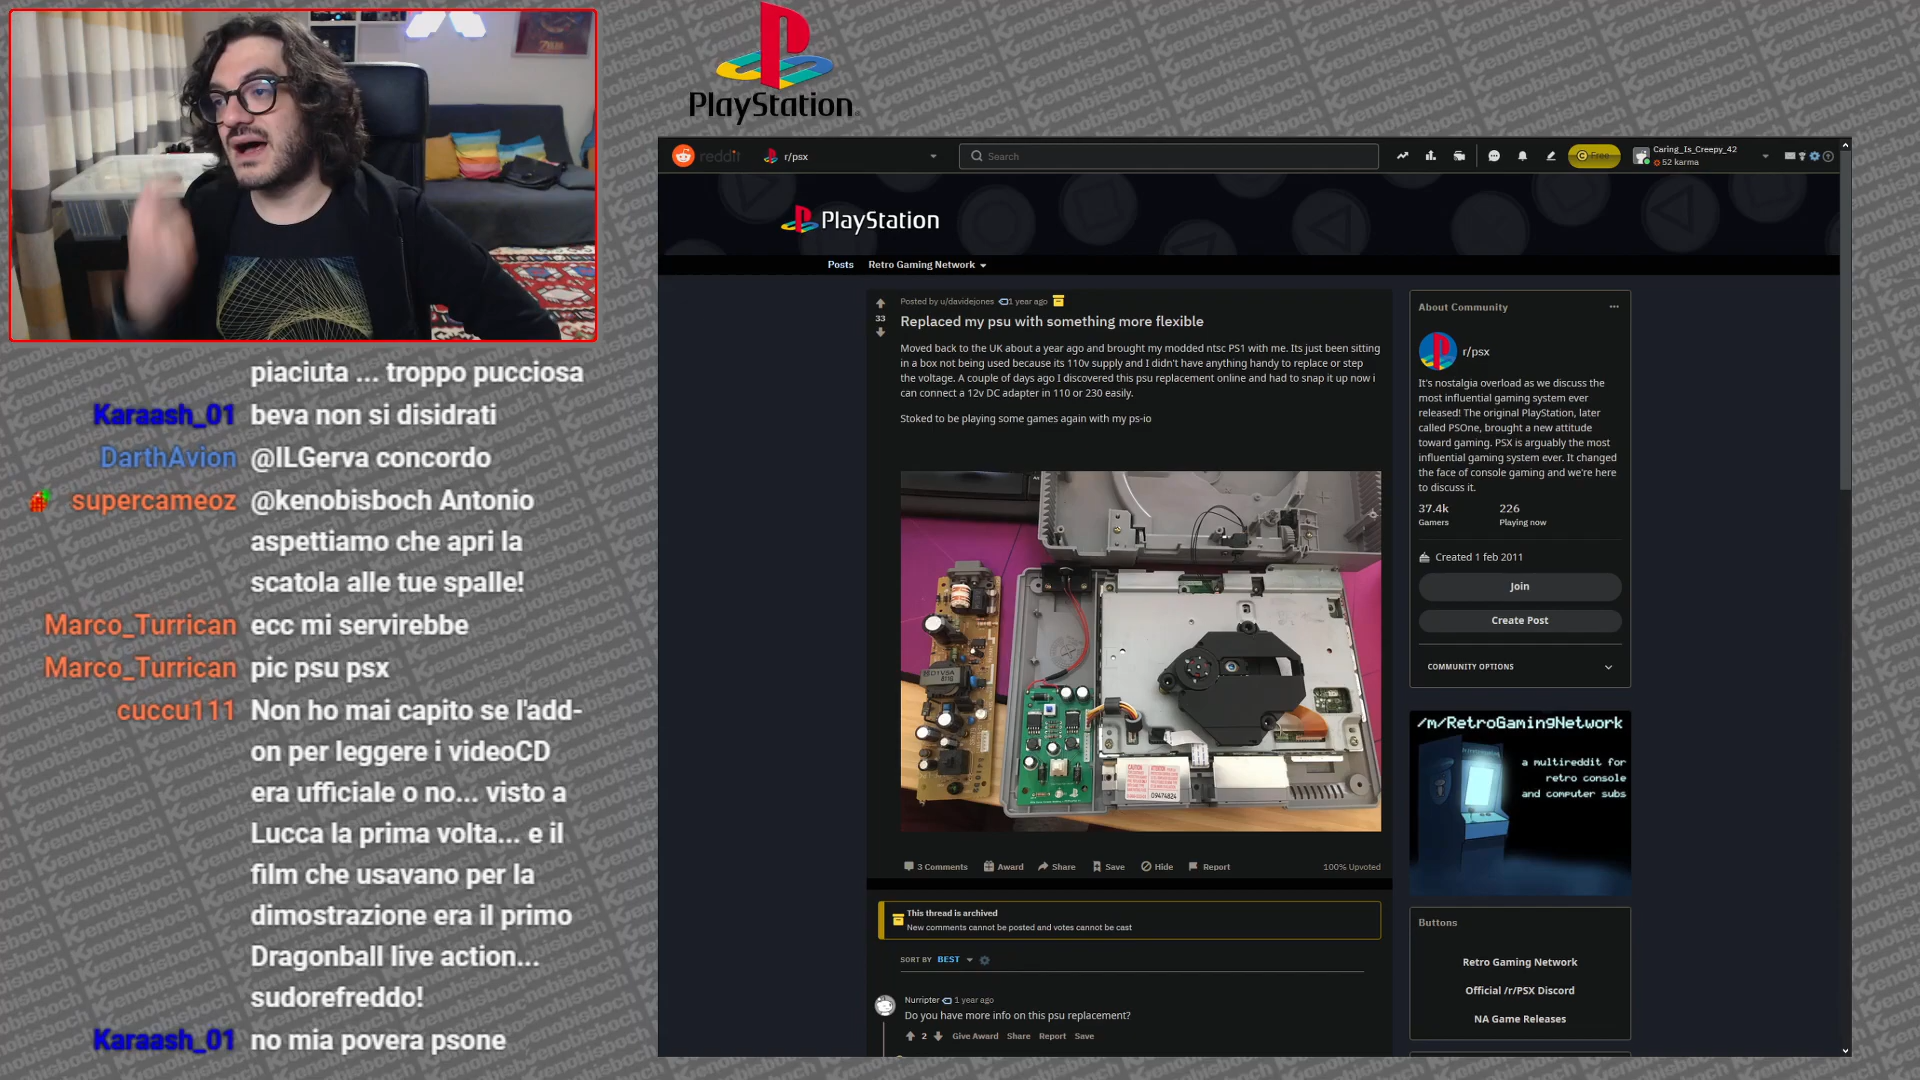 PlayStation
piaciuta ... troppo pucciosa
Karaash_01 beva non si disidrati
DarthAvion @ILGerva concordo
supercameoz @kenobisboch Antonio
aspettiamo che apri la
scatola alle tue spalle!
Marco_Turrican ecc mi servirebbe
Marco_Turrican pic psu psx
cuccu111 Non ho mai capito se l'add-
on per leggere i videoCD
era ufficiale o no... visto a
Lucca la prima volta... e il
film che usavano per la
dimostrazione era il primo
Dragonball live action...
sudorefreddo!
Karaash_01 no mia povera psone
reddit r/psx Search Free Caring_Is_Creepy_42
52 karma
PlayStation
Posts Retro Gaming Network
Posted by u/davidejones 1 year ago
33
Replaced my psu with something more flexible
Moved back to the UK about a year ago and brought my modded ntsc PS1 with me. Its just been sitting
in a box not being used because its 110v supply and I didn't have anything handy to replace or step
the voltage. A couple of days ago I discovered this psu replacement online and had to snap it up now i
can connect a 12v DC adapter in 110 or 230 easily.
Stoked to be playing some games again with my ps-io
3 Comments Award Share Save Hide Report 100% Upvoted
This thread is archived
New comments cannot be posted and votes cannot be cast
SORT BY BEST
Nurripter 1 year ago
Do you have more info on this psu replacement?
2 Give Award Share Report Save
About Community
r/psx
It's nostalgia overload as we discuss the
most influential gaming system ever
released! The original PlayStation, later
called PSOne, brought a new attitude
toward gaming. PSX is arguably the most
influential gaming system ever. It changed
the face of console gaming and we're here
to discuss it.
37.4k 226
Gamers Playing now
Created 1 feb 2011
Join
Create Post
COMMUNITY OPTIONS
/m/RetroGamingNetwork
a multireddit for
retro console
and computer subs
Buttons
Retro Gaming Network
Official /r/PSX Discord
NA Game Releases
Kenobisboch